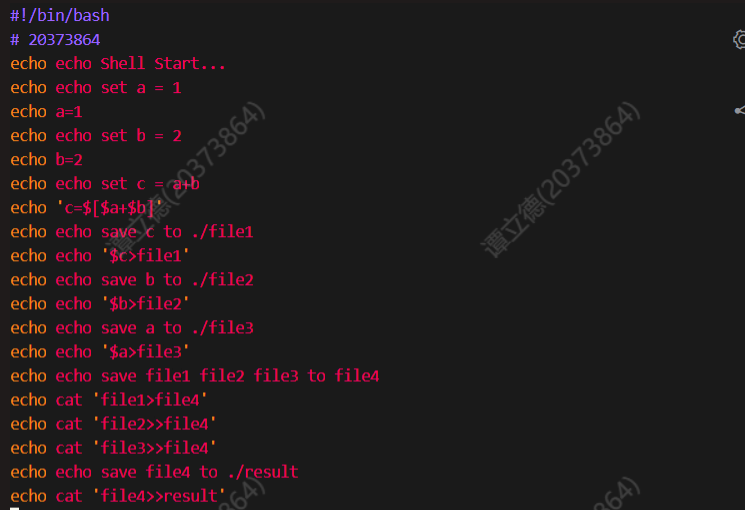 #!/bin/bash
# 20373864
echo echo Shell Start...
echo echo set a = 1
echo a=1
echo echo set b = 2
echo b=2
echo echo set c = a+b
echo 'c=$[$a+$b]'
echo echo save c to ./file1
echo echo '$c>file1'
echo echo save b to ./file2
echo echo '$b>file2'
echo echo save a to ./file3
echo echo '$a>file3'
echo echo save file1 file2 file3 to file4
echo cat 'file1>file4'
echo cat 'file2>>file4'
echo cat 'file3>>file4'
echo echo save file4 to ./result
echo cat 'file4>>result'
谭立德(20373864)
谭立德(20373864)
3864)
3864)